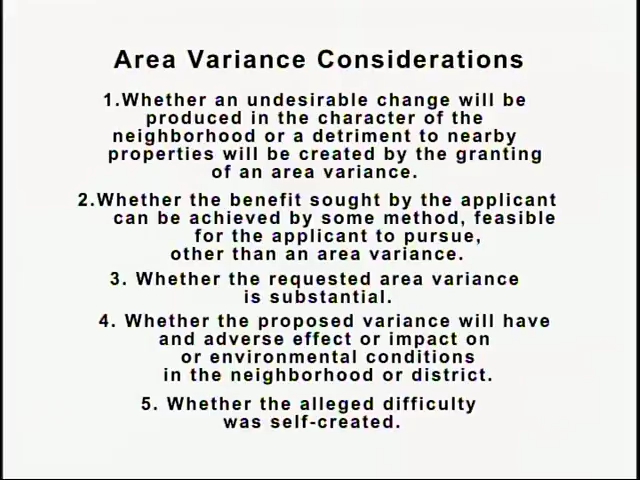 Area Variance Considerations
1.Whether an undesirable change will be
produced in the character of the
neighborhood or a detriment to nearby
properties will be created by the granting
of an area variance.
2.Whether the benefit sought by the applicant
can be achieved by some method, feasible
for the applicant to pursue,
other than an area variance.
3. Whether the requested area variance
is substantial.
4. Whether the proposed variance will have
and adverse effect or impact on
or environmental conditions
in the neighborhood or district.
5. Whether the alleged difficulty
was self-created.